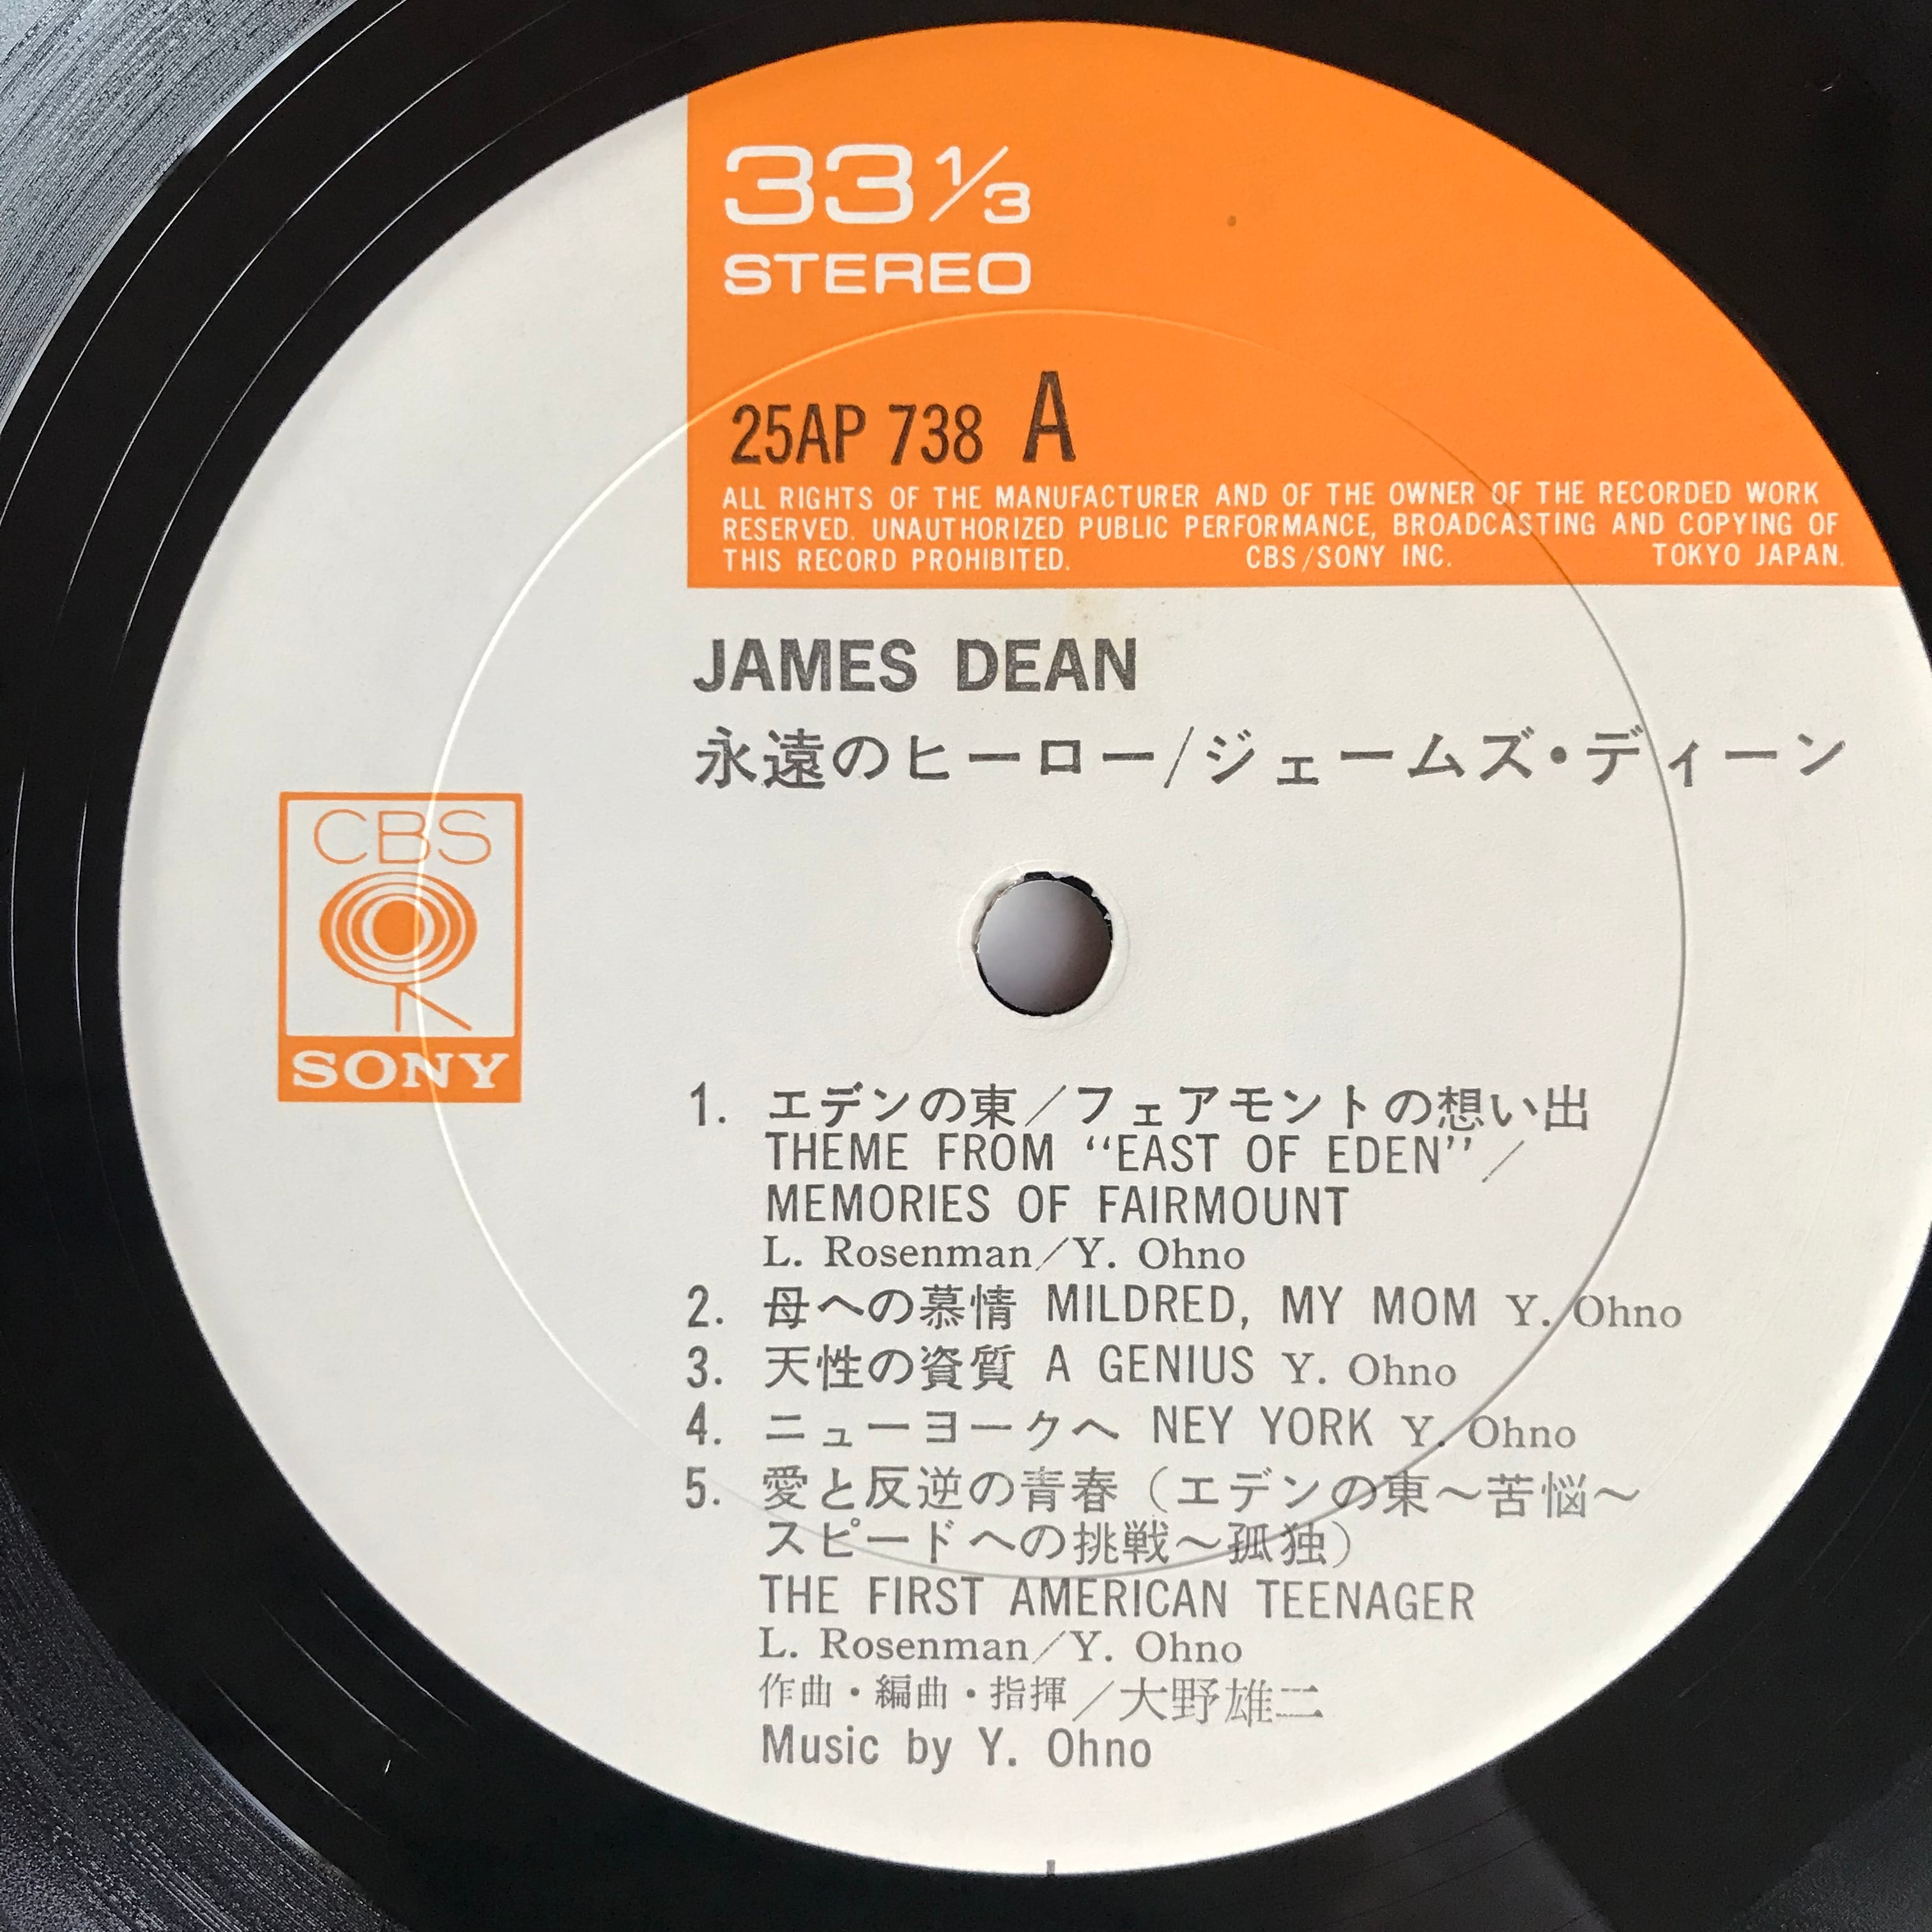 33 1/3
STEREO
25AP 738 A
ALL RIGHTS OF THE MANUFACTURER AND OF THE OWNER OF THE RECORDED WORK
RESERVED. UNAUTHORIZED PUBLIC PERFORMANCE, BROADCASTING AND COPYING OF
THIS RECORD PROHIBITED. CBS/SONY INC. TOKYO JAPAN.
JAMES DEAN
永遠のヒーロー/ジェームズ・ディーン
CBS
SONY
1. エデンの東/フェアモントの想い出
THEME FROM “EAST OF EDEN”/
MEMORIES OF FAIRMOUNT
L. Rosenman/Y. Ohno
2. 母への慕情 MILDRED, MY MOM Y. Ohno
3. 天性の資質 A GENIUS Y. Ohno
4. ニューヨークへ NEY YORK Y. Ohno
5. 愛と反逆の青春（エデンの東〜苦悩〜
スピードへの挑戦〜孤独）
THE FIRST AMERICAN TEENAGER
L. Rosenman/Y. Ohno
作曲・編曲・指揮/大野雄二
Music by Y. Ohno